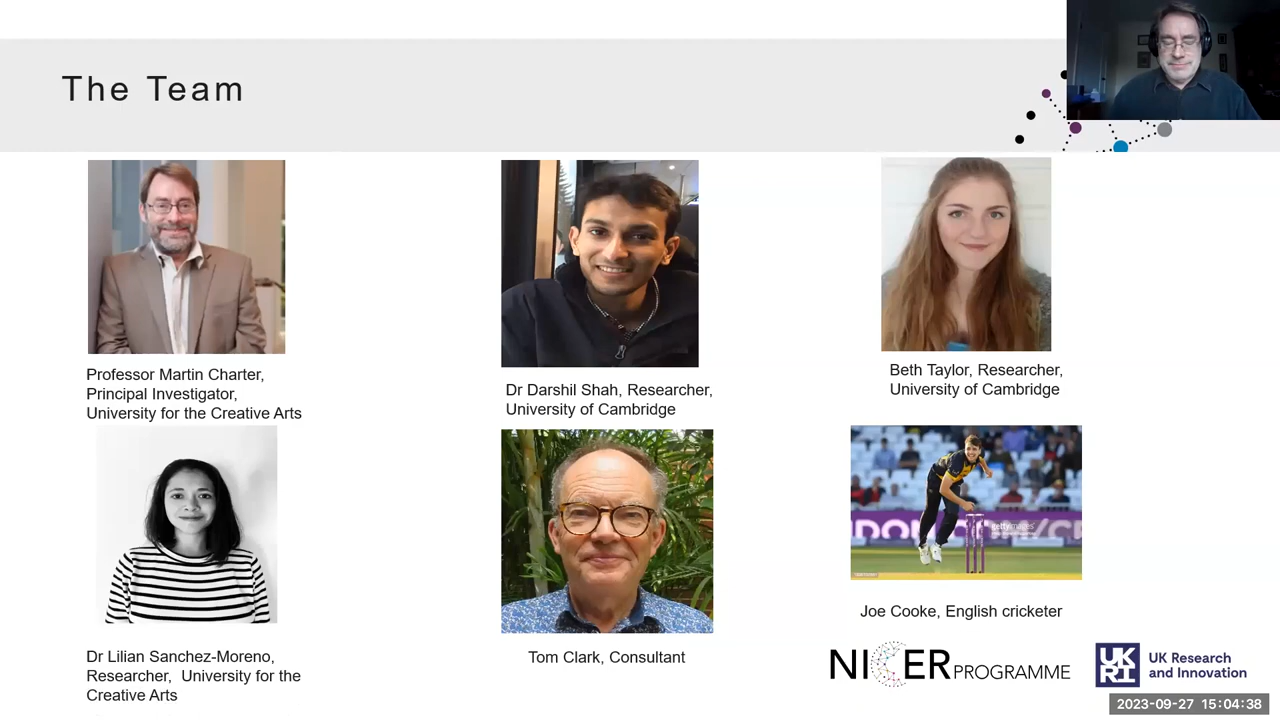 The Team
Professor Martin Charter,
Principal Investigator,
University for the Creative Arts
Dr Darshil Shah, Researcher,
University of Cambridge
Beth Taylor, Researcher,
University of Cambridge
gettyimages
Dr Lilian Sanchez-Moreno,
Researcher, University for the
Creative Arts
Tom Clark, Consultant
Joe Cooke, English cricketer
NICER PROGRAMME
UKRI
UK Research
and Innovation
2023-09-27 15:04:38